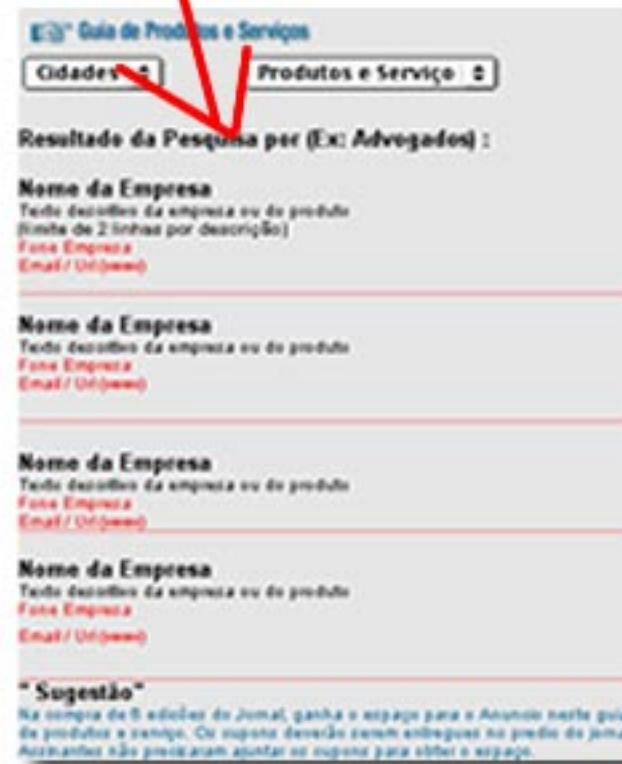 Guia de Produtos e Serviços
Cidades Produtos e Serviço
Resultado da Pesquisa por (Ex: Advogados) :
Nome da Empresa
Texto descritivo da empresa ou do produto
(limite de 2 linhas por descrição)
Fone Empresa
Email / Url (www)
Nome da Empresa
Texto descritivo da empresa ou do produto
Fone Empresa
Email / Url (www)
Nome da Empresa
Texto descritivo da empresa ou do produto
Fone Empresa
Email / Url (www)
Nome da Empresa
Texto descritivo da empresa ou do produto
Fone Empresa
Email / Url (www)
" Sugestão"
Na compra de edições do Jornal, ganha o espaço para o Anuncio neste guia
de produtos e serviço. Os cupons deverão serem entregues no predio do jorna
Assinantes não precisaram ajuntar os cupons para obter o espaço.